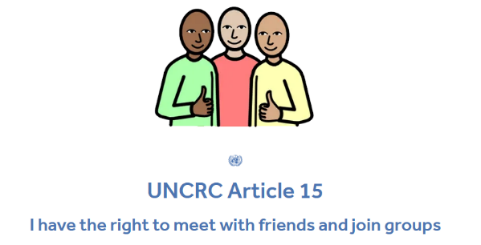 UNCRC Article 15
I have the right to meet with friends and join groups